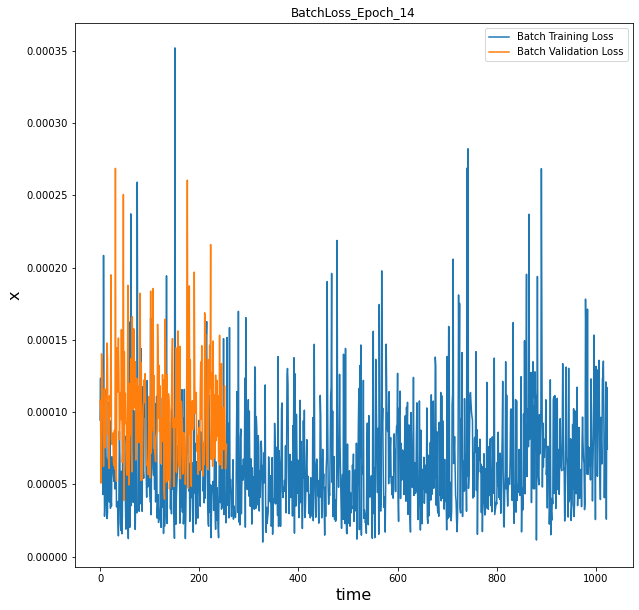 BatchLoss_Epoch_14
Batch Training Loss
Batch Validation Loss
0.00035
0.00030
0.00025
0.00020
0.00015
0.00010
0.00005
0.00000
x
0 200 400 600 800 1000
time